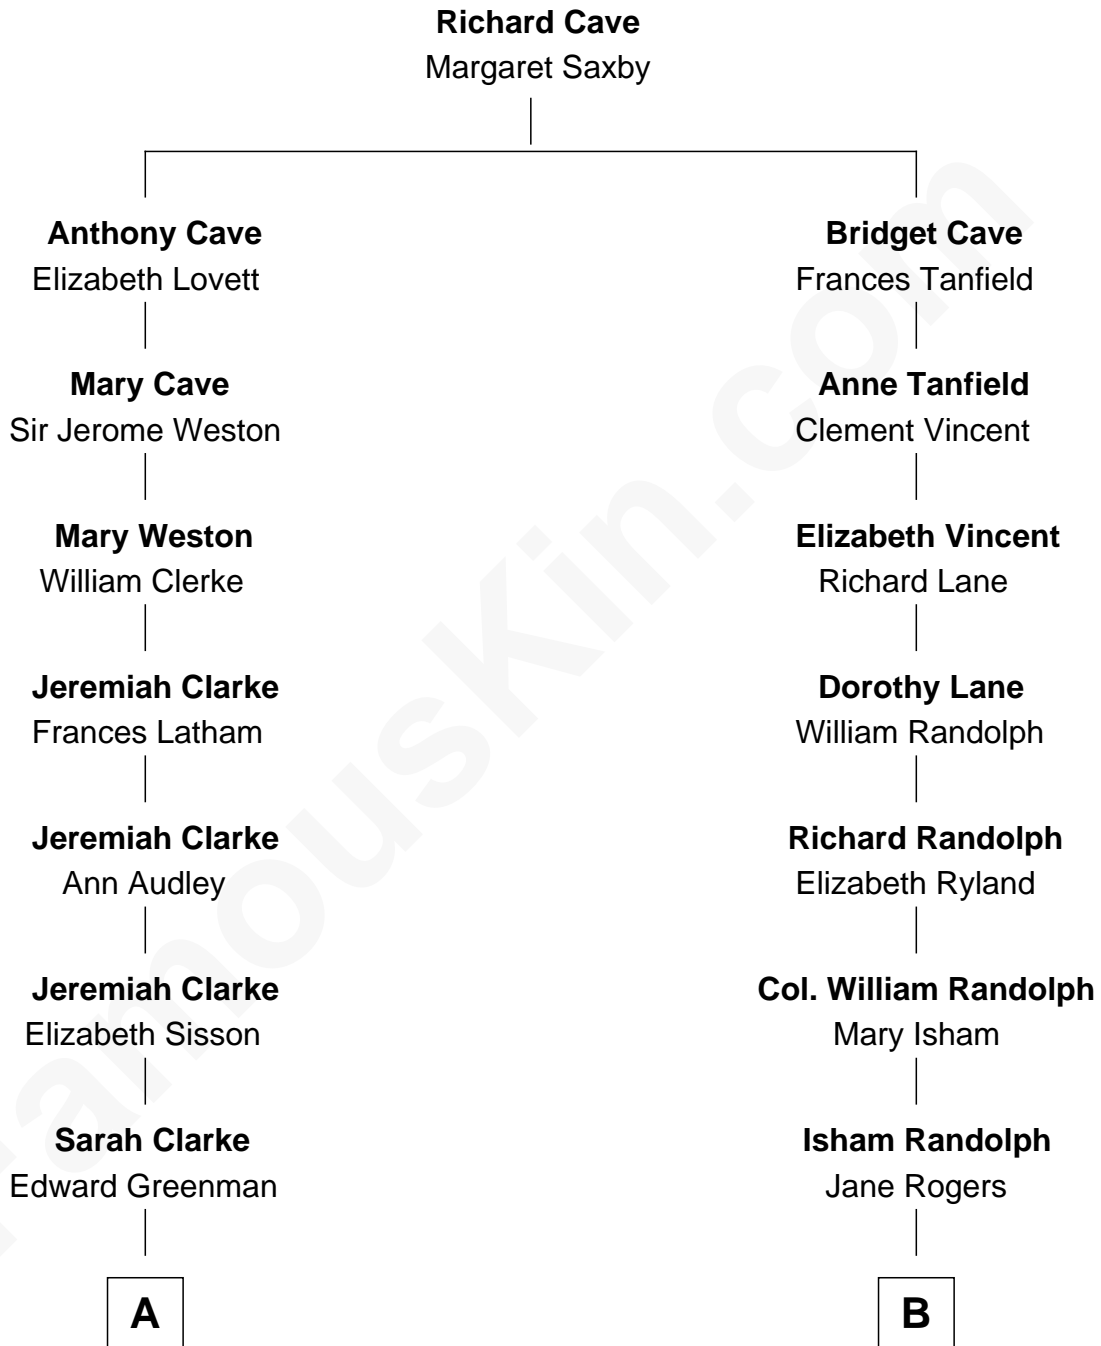 Richard Cave
Margaret Saxby
Anthony Cave
Elizabeth Lovett
Bridget Cave
Frances Tanfield
Mary Cave
Sir Jerome Weston
Anne Tanfield
Clement Vincent
Mary Weston
William Clerke
Elizabeth Vincent
Richard Lane
Jeremiah Clarke
Frances Latham
Dorothy Lane
William Randolph
Jeremiah Clarke
Ann Audley
Richard Randolph
Elizabeth Ryland
Jeremiah Clarke
Elizabeth Sisson
Col. William Randolph
Mary Isham
Sarah Clarke
Edward Greenman
Isham Randolph
Jane Rogers
A
B
FamousKin.com